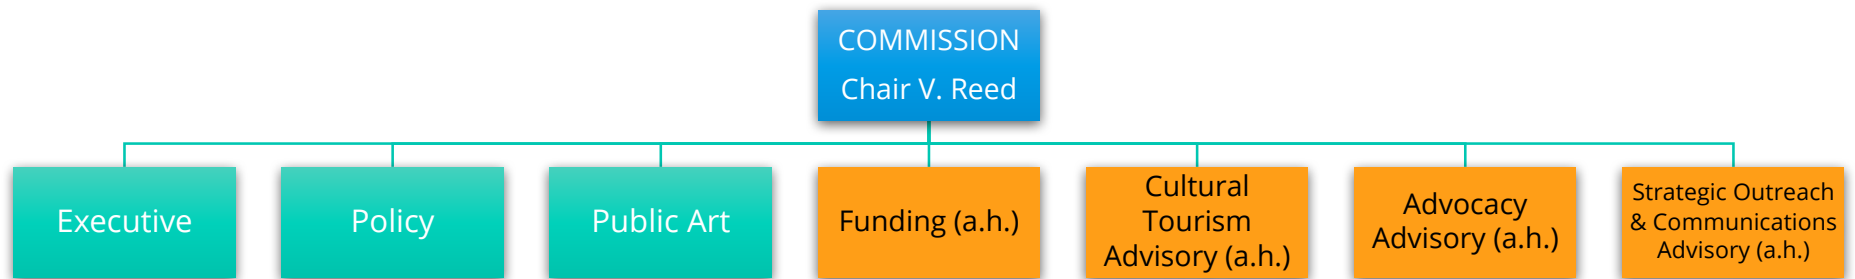 COMMISSION
Chair V. Reed
Executive
Policy
Public Art
Funding (a.h.)
Cultural
Tourism
Advisory (a.h.)
Advocacy
Advisory (a.h.)
Strategic Outreach
& Communications
Advisory (a.h.)